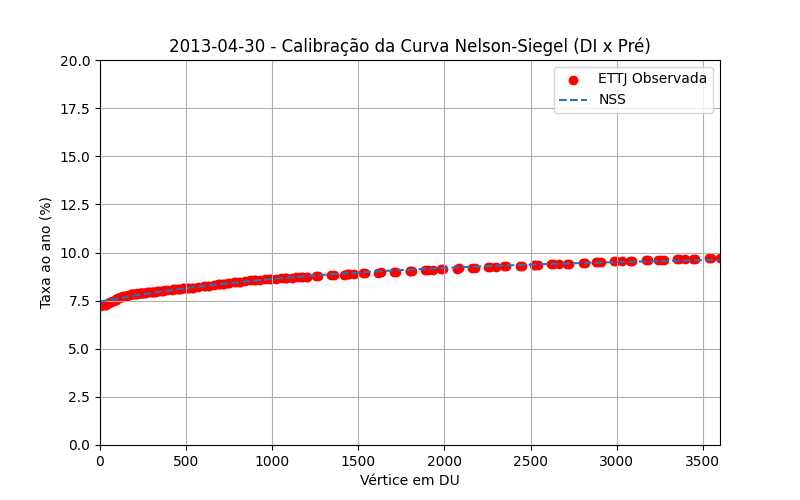 2013-04-30 - Calibração da Curva Nelson-Siegel (DI x Pré)
20.0
17.5
15.0
12.5
10.0
7.5
5.0
2.5
0.0
Taxa ao ano (%)
ETTJ Observada
NSS
0 500 1000 1500 2000 2500 3000 3500
Vértice em DU